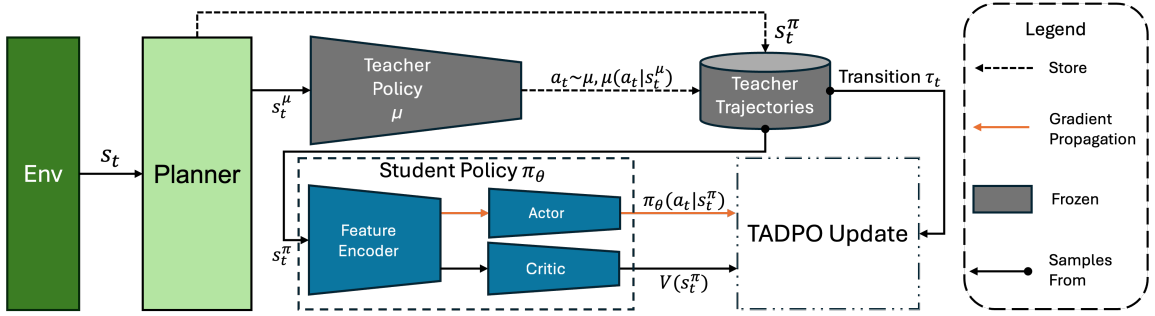 Env
s_t
Planner
s_t^μ
Teacher
Policy
μ
a_t~μ, μ(a_t|s_t^μ)
s_t^π
Teacher
Trajectories
Transition τ_t
Student Policy π_θ
s_t^π
Feature
Encoder
Actor
Critic
π_θ(a_t|s_t^π)
V(s_t^π)
TADPO Update
Legend
Store
Gradient
Propagation
Frozen
Samples
From